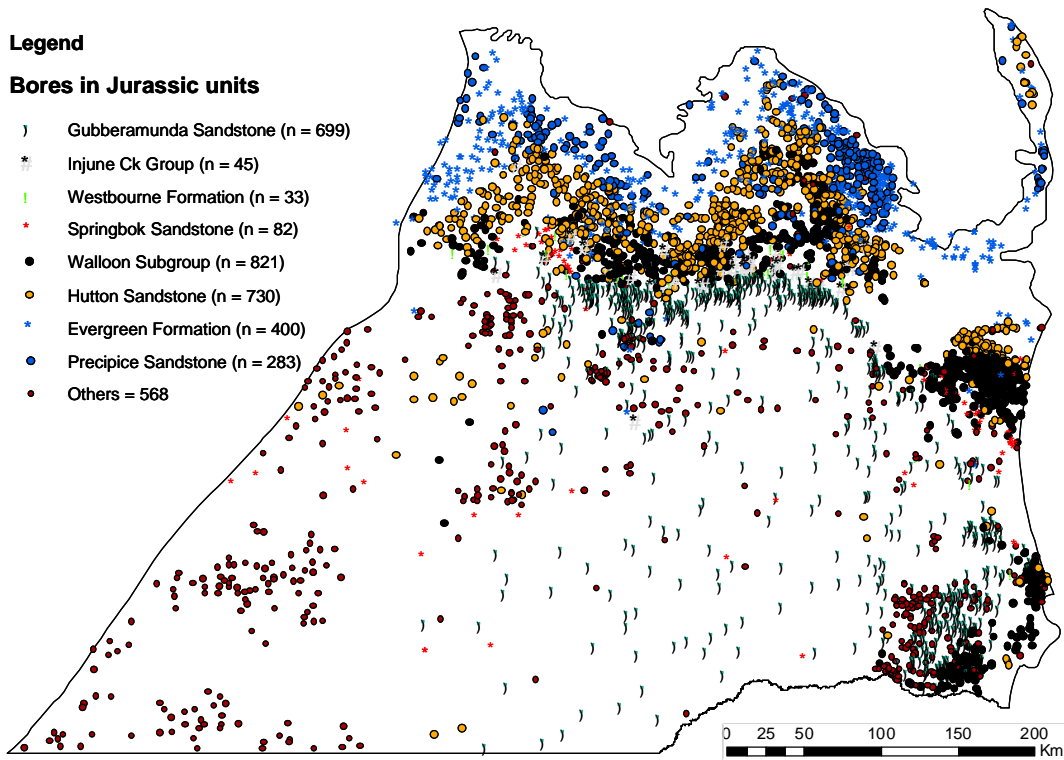 Legend
Bores in Jurassic units
Gubberamunda Sandstone (n = 699)
Injune Ck Group (n = 45)
Westbourne Formation (n = 33)
Springbok Sandstone (n = 82)
Walloon Subgroup (n = 821)
Hutton Sandstone (n = 730)
Evergreen Formation (n = 400)
Precipice Sandstone (n = 283)
Others = 568
0 25 50 100 150 200
Km